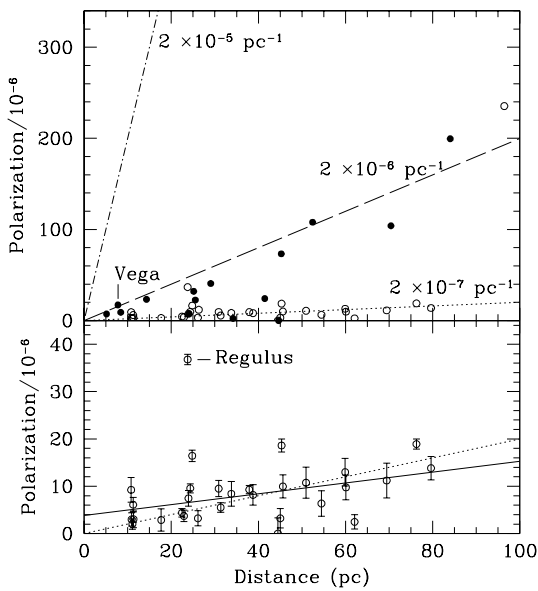 300
2 ×10⁻⁵ pc⁻¹
200
2 ×10⁻⁶ pc⁻¹
Polarization/10⁻⁶
100
Vega
2 ×10⁻⁷ pc⁻¹
0
40
Regulus
30
Polarization/10⁻⁶
20
10
0
0 20 40 60 80 100
Distance (pc)